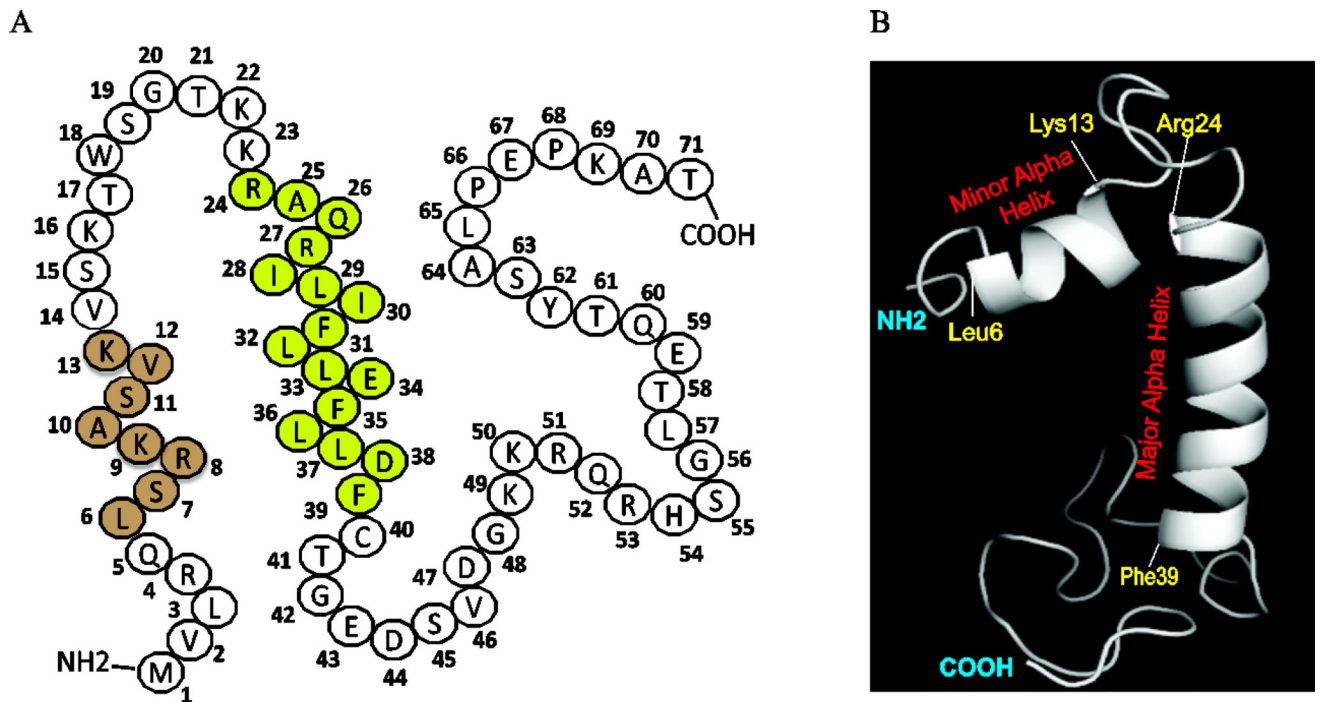 A
B
20 21 22
19 G T K
S 23
18 W K
17 T R A 25 Q 26
24
16 K R 27
15 S I 28 L 29 I 30
14 V F 31
K 13 V 12 L 32 L 33 E 34
S 11 F 35
10 A K R L 36 L 37 D 38
9 8
S 7 F 39
6 L C 40
5 Q T 41
4 R G 42
3 L E 43 D 44 S 45 V 46
V 2 D 47
NH2 M 1 G 48
K 49
K 50 R 51 Q 52 R 53 H 54 S 55
G 56
L 57
T 58
E 59
Q 60
T 61
Y 62
S 63
A 64
L 65
P 66
E 67
P 68
K 69
A 70
T 71
COOH
Lys13
Arg24
Minor Alpha
Helix
NH2
Leu6
Major Alpha Helix
Phe39
COOH